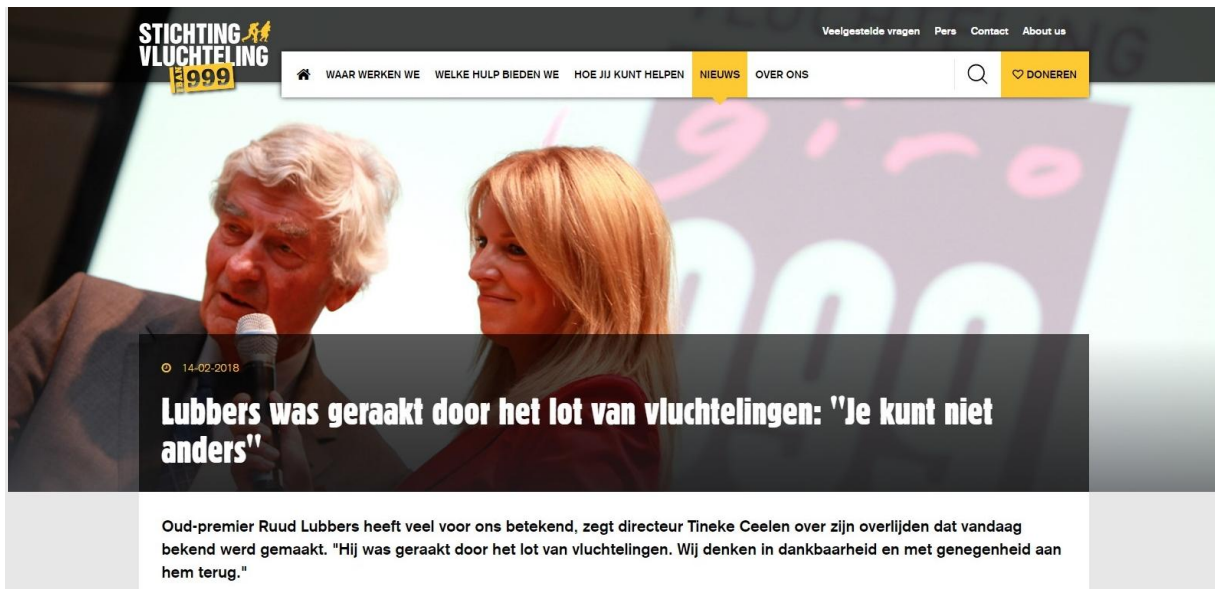 VLUCHTELING
STICHTING
VLUCHTELING
999
Veelgestelde vragen Pers Contact About us
WAAR WERKEN WE WELKE HULP BIEDEN WE HOE JIJ KUNT HELPEN NIEUWS OVER ONS DONEREN
giro
999
14-02-2018
Lubbers was geraakt door het lot van vluchtelingen: "Je kunt niet
anders"
Oud-premier Ruud Lubbers heeft veel voor ons betekend, zegt directeur Tineke Ceelen over zijn overlijden dat vandaag
bekend werd gemaakt. "Hij was geraakt door het lot van vluchtelingen. Wij denken in dankbaarheid en met genegenheid aan
hem terug."